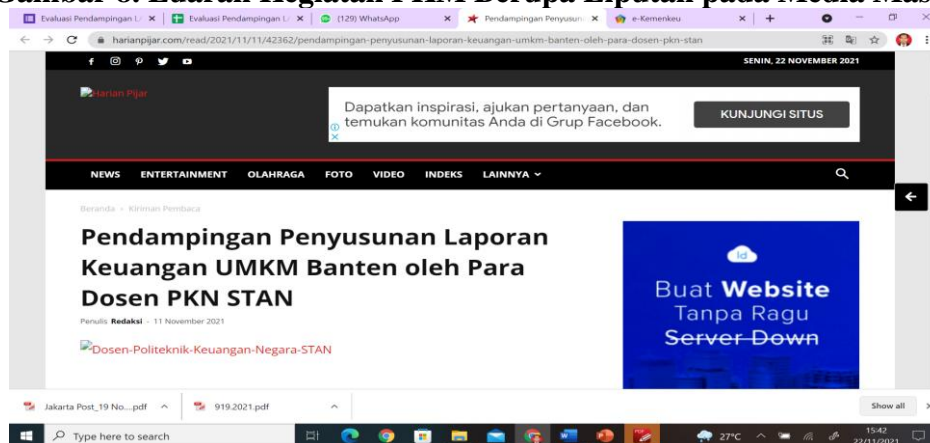 Gambar 6. Luaran Kegiatan PKM Berupa Liputan pada Media Mas
Evaluasi Pendampingan L
Evaluasi Pendampingan L
(129) WhatsApp
Pendampingan Penyusun
e-Kemenkeu
harianpijar.com/read/2021/11/11/42362/pendampingan-penyusunan-laporan-keuangan-umkm-banten-oleh-para-dosen-pkn-stan
SENIN, 22 NOVEMBER 2021
Harian Pijar
Dapatkan inspirasi, ajukan pertanyaan, dan
temukan komunitas Anda di Grup Facebook.
KUNJUNGI SITUS
NEWS ENTERTAINMENT OLAHRAGA FOTO VIDEO INDEKS LAINNYA
Beranda › Kiriman Pembaca
Pendampingan Penyusunan Laporan
Keuangan UMKM Banten oleh Para
Dosen PKN STAN
Penulis Redaksi - 11 November 2021
Dosen-Politeknik-Keuangan-Negara-STAN
id
Buat Website
Tanpa Ragu
Server Down
Jakarta Post_19 No....pdf
919.2021.pdf
Show all
Type here to search
27°C
15:42
22/11/2021